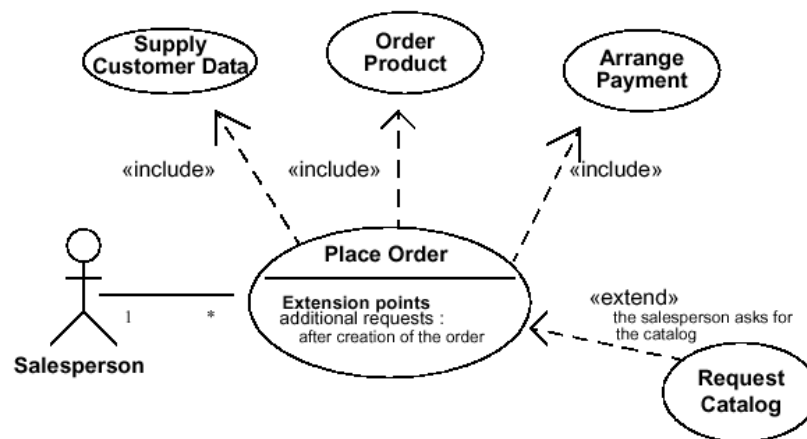 Supply
Customer Data
Order
Product
Arrange
Payment
«include»
«include»
«include»
Place Order
Extension points
additional requests :
after creation of the order
1
*
Salesperson
«extend»
the salesperson asks for
the catalog
Request
Catalog